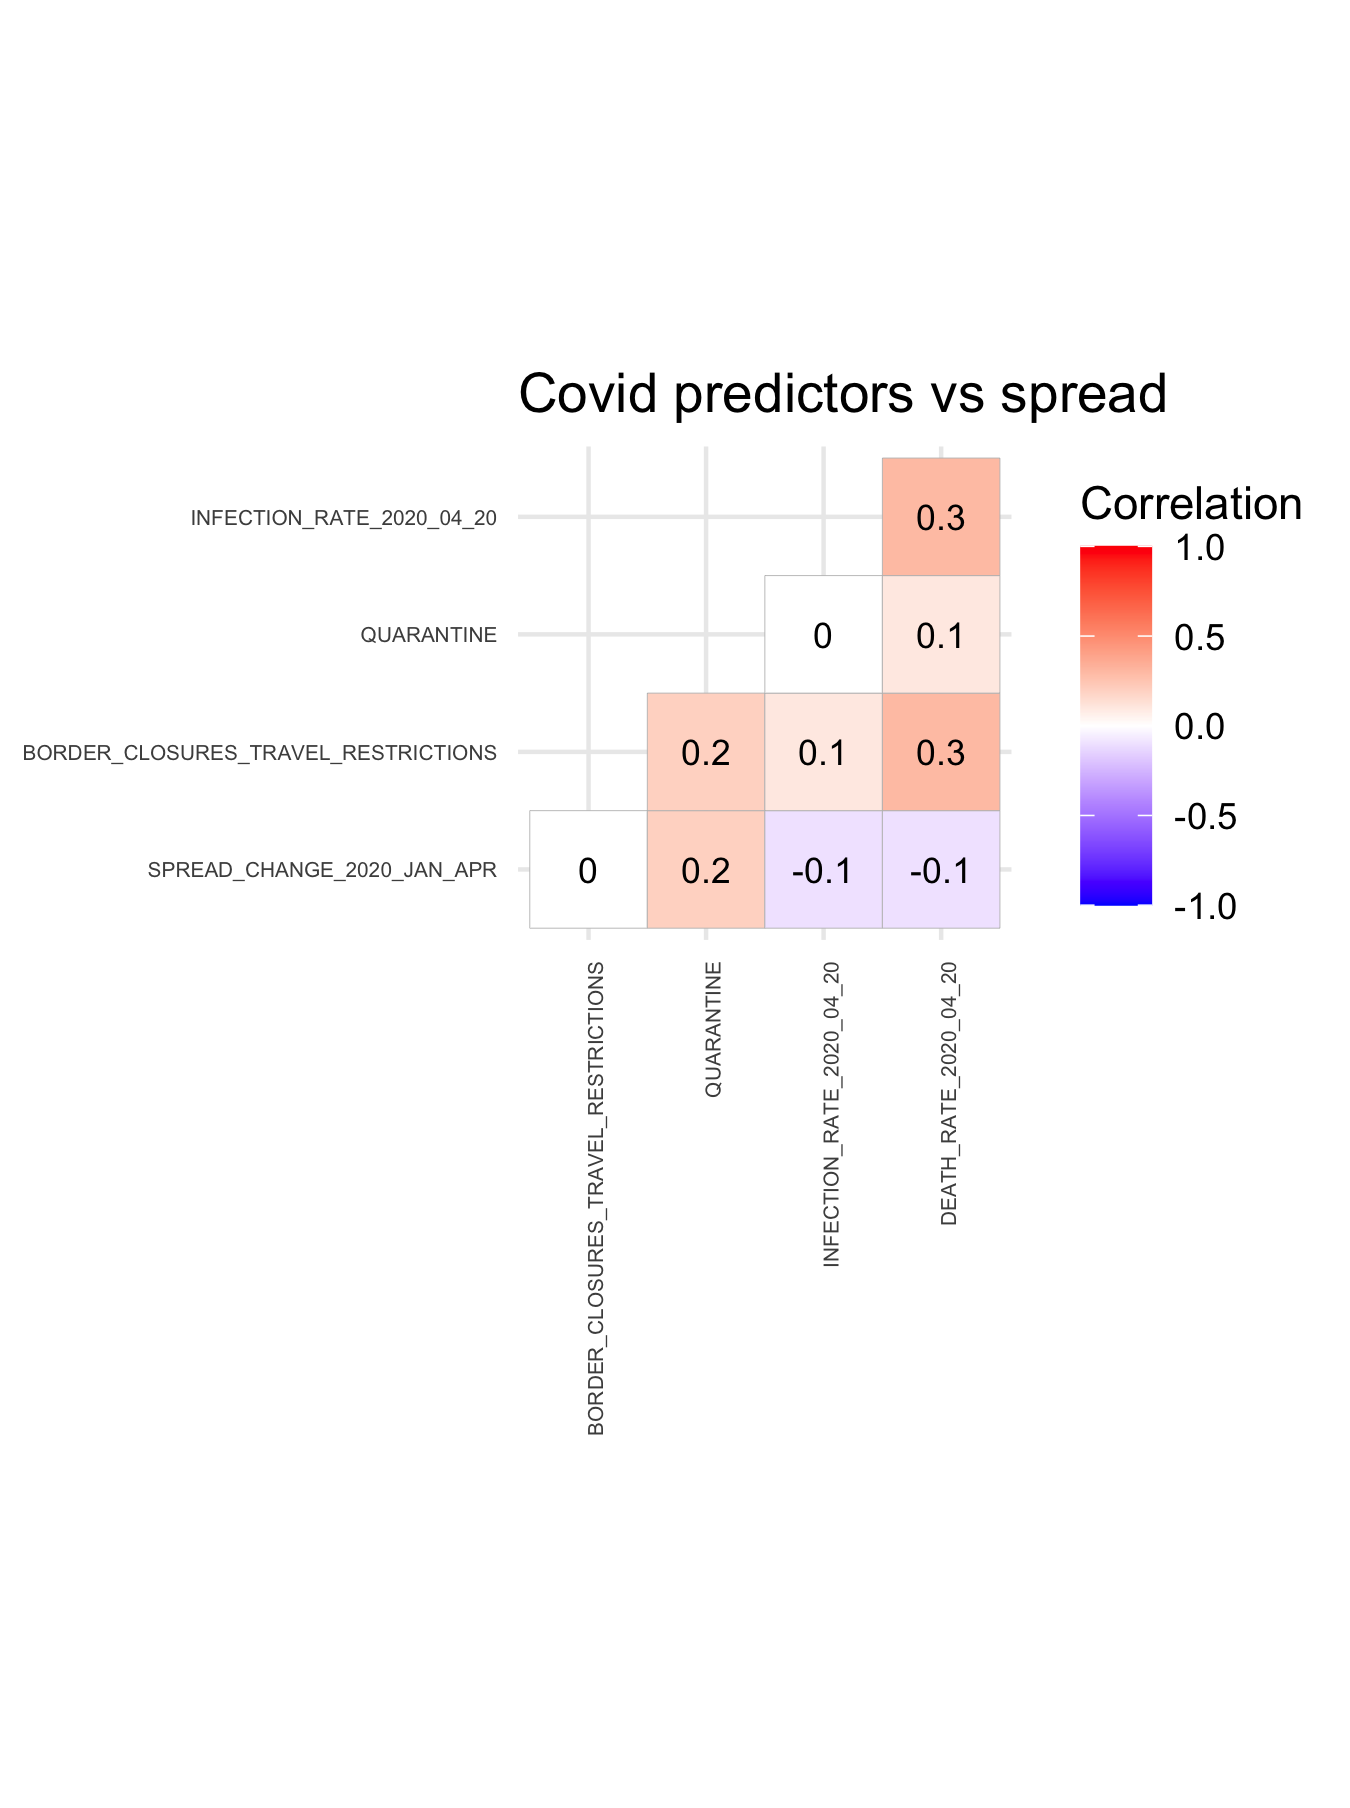 Covid predictors vs spread
INFECTION_RATE_2020_04_20
QUARANTINE
BORDER_CLOSURES_TRAVEL_RESTRICTIONS
SPREAD_CHANGE_2020_JAN_APR
0.3
0
0.1
0.2
0.1
0.3
0
0.2
-0.1
-0.1
BORDER_CLOSURES_TRAVEL_RESTRICTIONS
QUARANTINE
INFECTION_RATE_2020_04_20
DEATH_RATE_2020_04_20
Correlation
1.0
0.5
0.0
-0.5
-1.0